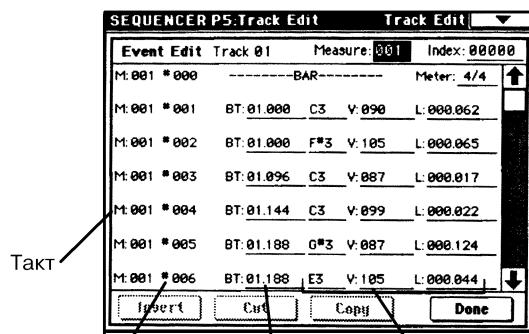 SEQUENCER P5:Track Edit Track Edit
Event Edit Track 01 Measure: 001 Index: 00000
M: 001 #000 --------BAR-------- Meter: 4/4
M: 001 #001 BT: 01.000 C3 V: 090 L: 000.062
M: 001 #002 BT: 01.000 F#3 V: 105 L: 000.065
M: 001 #003 BT: 01.096 C3 V: 087 L: 000.017
M: 001 #004 BT: 01.144 C3 V: 099 L: 000.022
Такт
M: 001 #005 BT: 01.188 G#3 V: 087 L: 000.124
M: 001 #006 BT: 01.188 E3 V: 105 L: 000.044
Insert Cut Copy Done